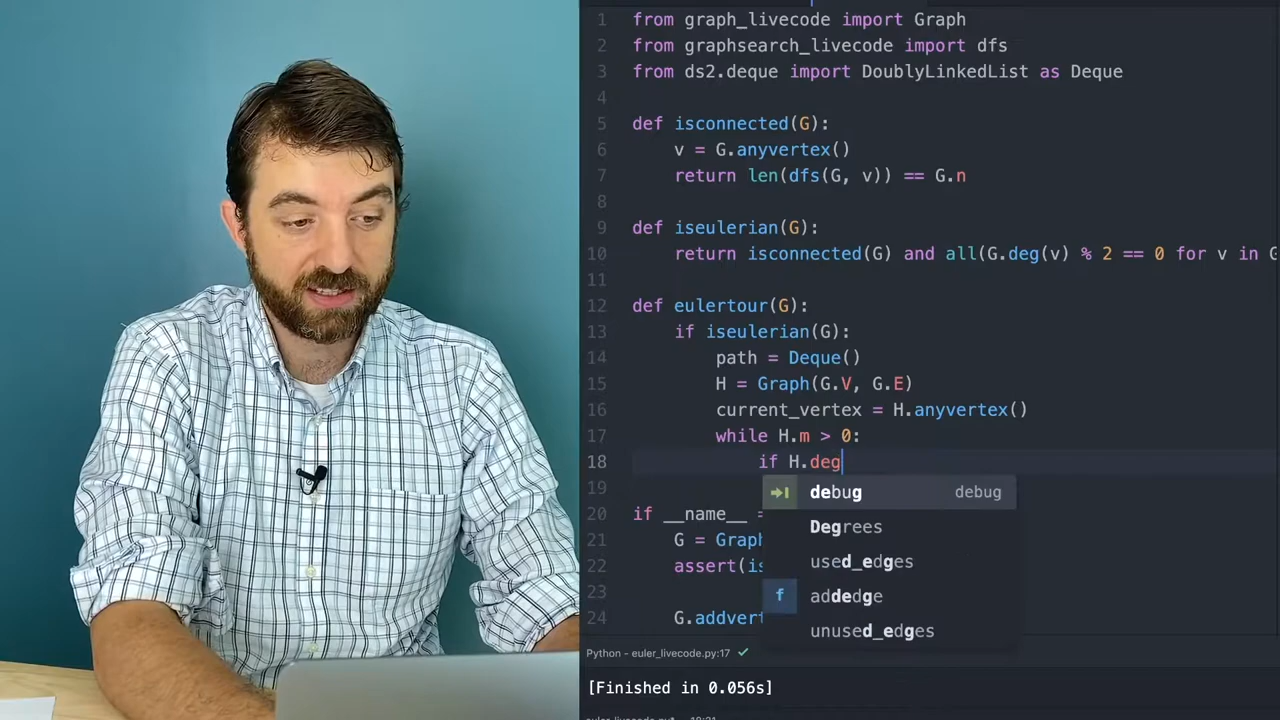 1 from graph_livecode import Graph
2 from graphsearch_livecode import dfs
3 from ds2.deque import DoublyLinkedList as Deque
4
5 def isconnected(G):
6 v = G.anyvertex()
7 return len(dfs(G, v)) == G.n
8
9 def iseulerian(G):
10 return isconnected(G) and all(G.deg(v) % 2 == 0 for v in G
11
12 def eulertour(G):
13 if iseulerian(G):
14 path = Deque()
15 H = Graph(G.V, G.E)
16 current_vertex = H.anyvertex()
17 while H.m > 0:
18 if H.deg
debug debug
19
Degrees
20 if __name__ =
21 G = Graph
used_edges
22 assert(is
f addedge
23
24 G.addvert
unused_edges
Python - euler_livecode.py:17 ✓
[Finished in 0.056s]